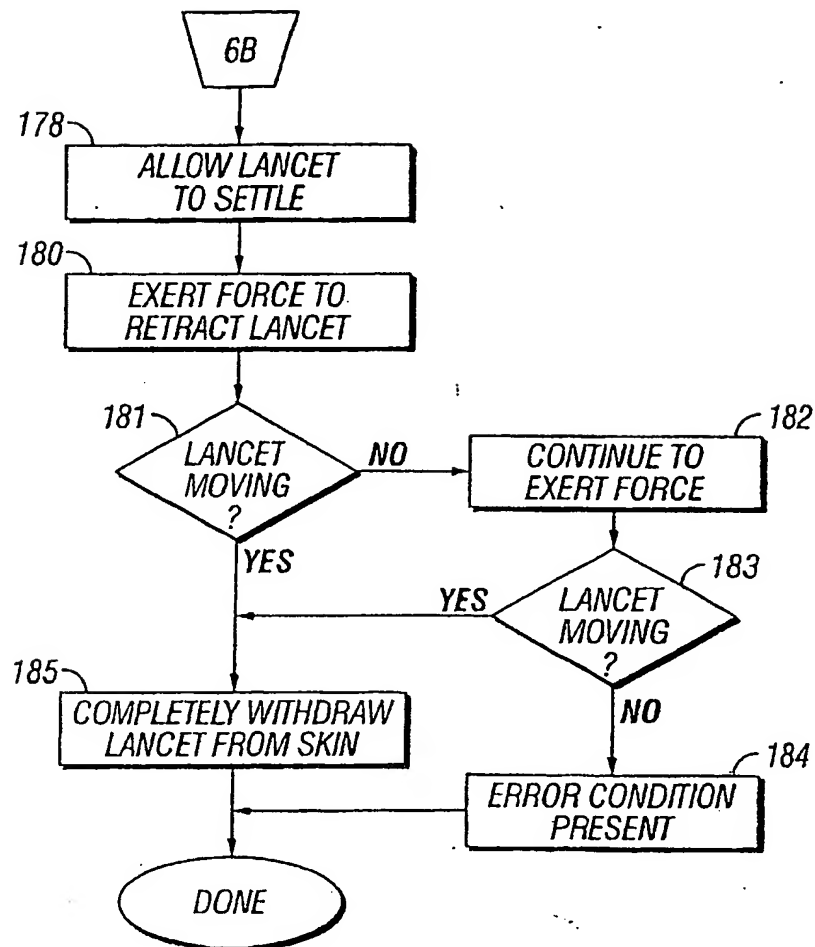 6B
178
ALLOW LANCET
TO SETTLE
180
EXERT FORCE TO
RETRACT LANCET
181
LANCET
MOVING
?
NO
182
CONTINUE TO
EXERT FORCE
YES
183
LANCET
MOVING
?
YES
NO
185
COMPLETELY WITHDRAW
LANCET FROM SKIN
184
ERROR CONDITION
PRESENT
DONE